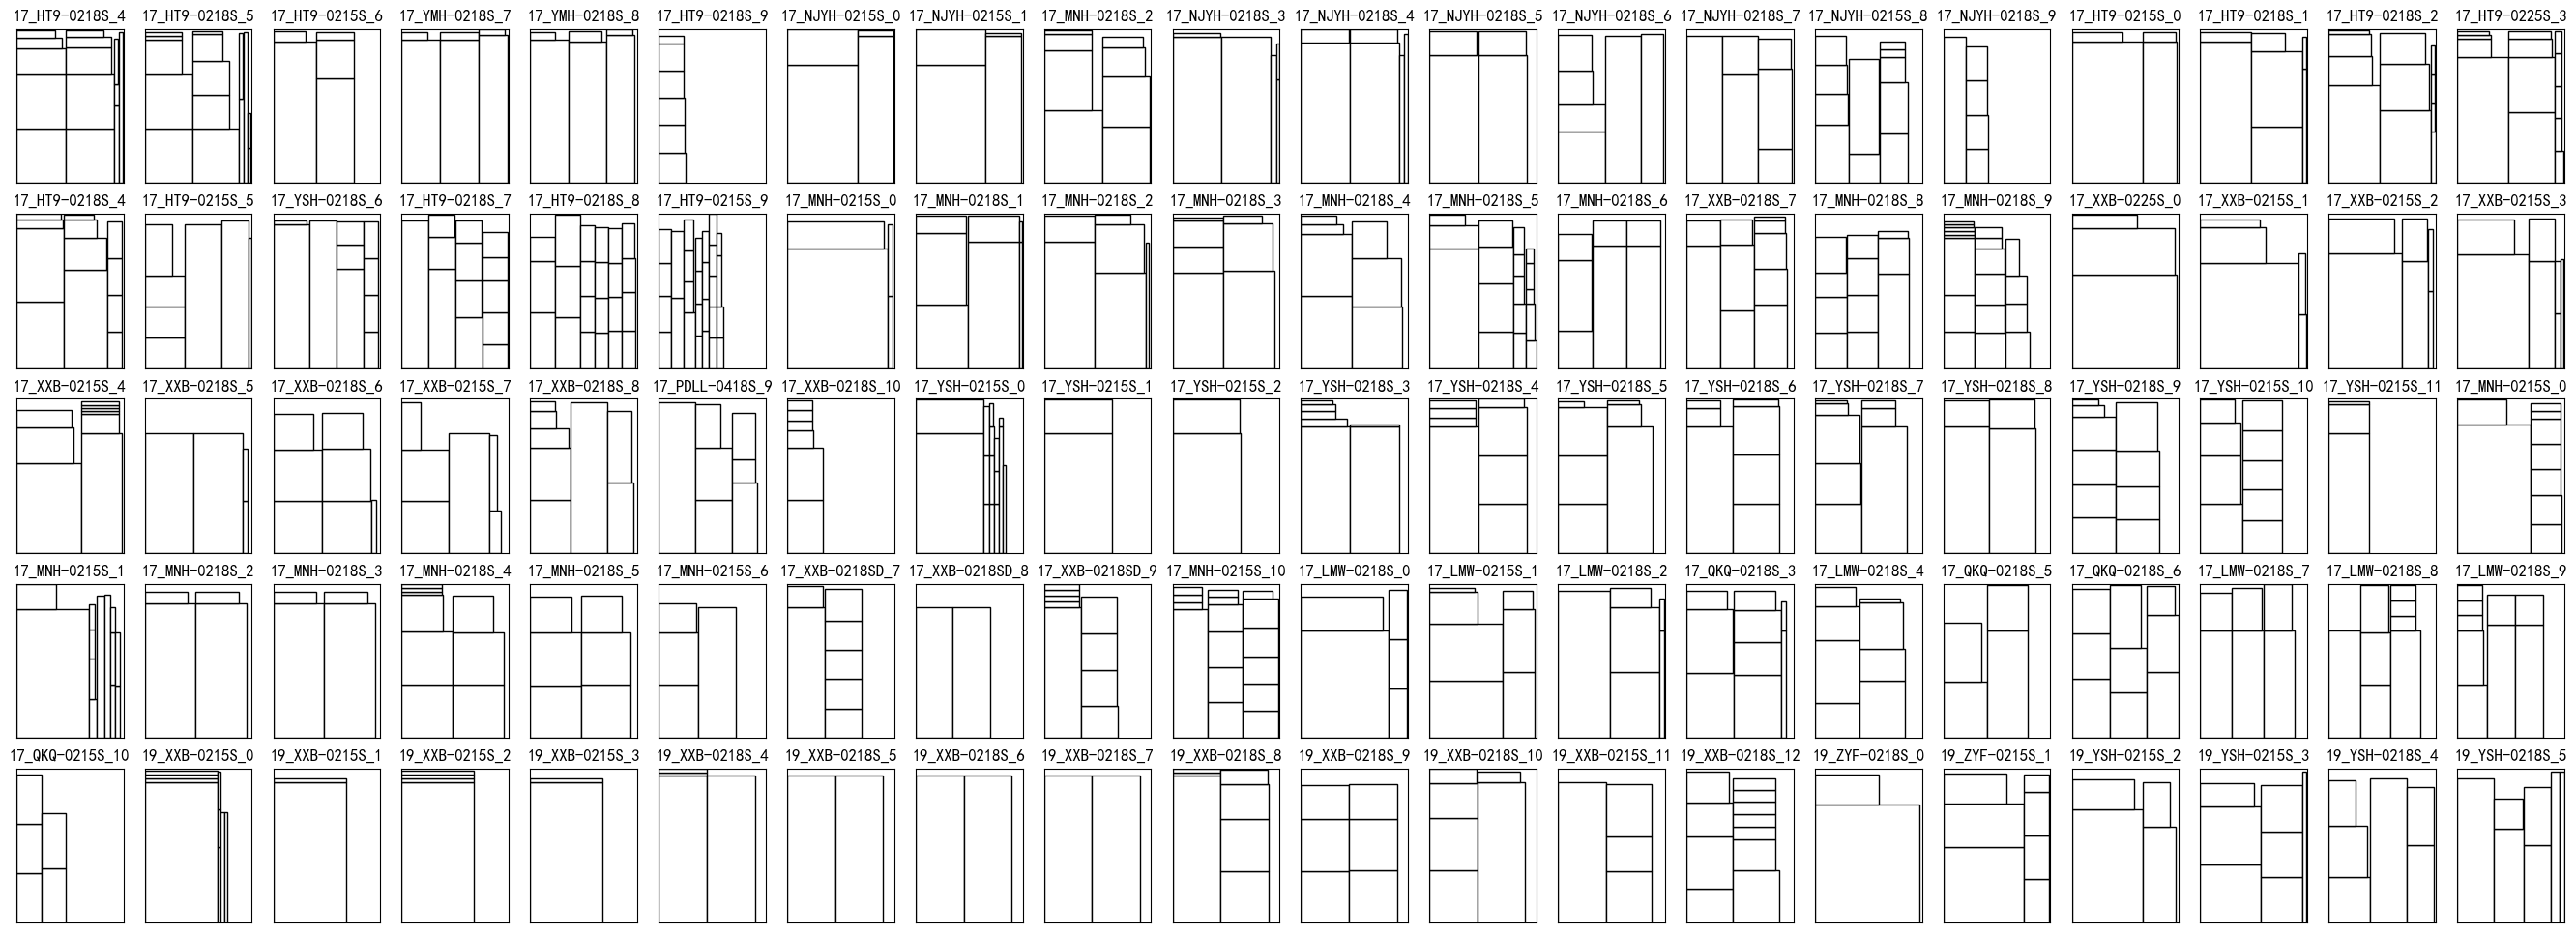 17_HT9-0218S_4 17_HT9-0218S_5 17_HT9-0215S_6 17_YMH-0218S_7 17_YMH-0218S_8 17_HT9-0218S_9 17_NJYH-0215S_0 17_NJYH-0215S_1 17_MNH-0218S_2 17_NJYH-0218S_3 17_NJYH-0218S_4 17_NJYH-0218S_5 17_NJYH-0218S_6 17_NJYH-0218S_7 17_NJYH-0215S_8 17_NJYH-0218S_9 17_HT9-0215S_0 17_HT9-0218S_1 17_HT9-0218S_2 17_HT9-0225S_3
17_HT9-0218S_4 17_HT9-0215S_5 17_YSH-0218S_6 17_HT9-0218S_7 17_HT9-0218S_8 17_HT9-0215S_9 17_MNH-0215S_0 17_MNH-0218S_1 17_MNH-0218S_2 17_MNH-0218S_3 17_MNH-0218S_4 17_MNH-0218S_5 17_MNH-0218S_6 17_XXB-0218S_7 17_MNH-0218S_8 17_MNH-0218S_9 17_XXB-0225S_0 17_XXB-0215S_1 17_XXB-0215S_2 17_XXB-0215S_3
17_XXB-0215S_4 17_XXB-0218S_5 17_XXB-0218S_6 17_XXB-0215S_7 17_XXB-0218S_8 17_PDLL-0418S_9 17_XXB-0218S_10 17_YSH-0215S_0 17_YSH-0215S_1 17_YSH-0215S_2 17_YSH-0218S_3 17_YSH-0218S_4 17_YSH-0218S_5 17_YSH-0218S_6 17_YSH-0218S_7 17_YSH-0218S_8 17_YSH-0218S_9 17_YSH-0215S_10 17_YSH-0215S_11 17_MNH-0215S_0
17_MNH-0215S_1 17_MNH-0218S_2 17_MNH-0218S_3 17_MNH-0218S_4 17_MNH-0218S_5 17_MNH-0215S_6 17_XXB-0218SD_7 17_XXB-0218SD_8 17_XXB-0218SD_9 17_MNH-0215S_10 17_LMW-0218S_0 17_LMW-0215S_1 17_LMW-0218S_2 17_QKQ-0218S_3 17_LMW-0218S_4 17_QKQ-0218S_5 17_QKQ-0218S_6 17_LMW-0218S_7 17_LMW-0218S_8 17_LMW-0218S_9
17_QKQ-0215S_10 19_XXB-0215S_0 19_XXB-0215S_1 19_XXB-0215S_2 19_XXB-0215S_3 19_XXB-0218S_4 19_XXB-0218S_5 19_XXB-0218S_6 19_XXB-0218S_7 19_XXB-0218S_8 19_XXB-0218S_9 19_XXB-0218S_10 19_XXB-0215S_11 19_XXB-0218S_12 19_ZYF-0218S_0 19_ZYF-0215S_1 19_YSH-0215S_2 19_YSH-0215S_3 19_YSH-0218S_4 19_YSH-0218S_5